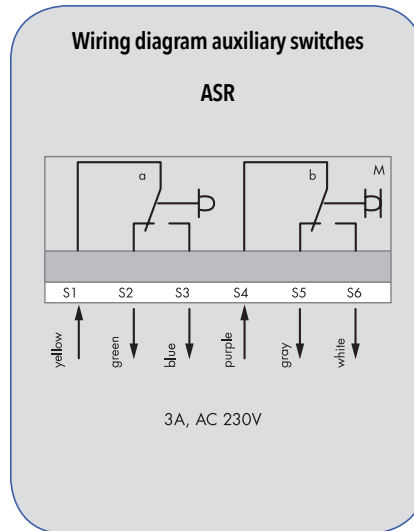 Wiring diagram auxiliary switches
ASR
a b M
S1 S2 S3 S4 S5 S6
yellow green blue purple gray white
3A, AC 230V